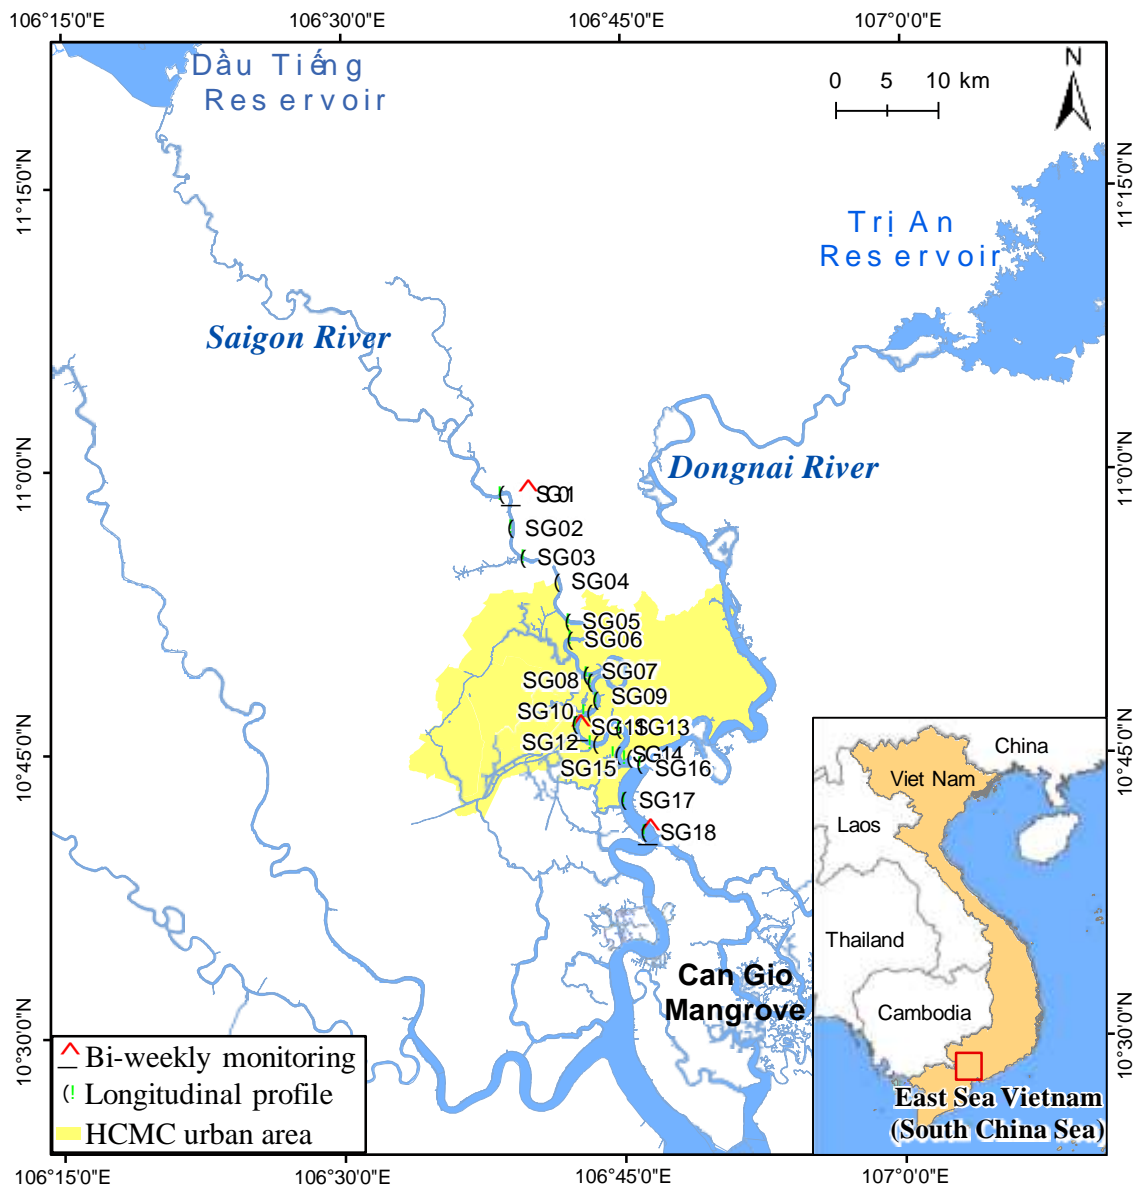 106°15'0"E 106°30'0"E 106°45'0"E 107°0'0"E
Dầu Tiếng
Reservoir
N
0 5 10 km
11°15'0"N
11°15'0"N
Trị An
Reservoir
Saigon River
Dongnai River
11°0'0"N
11°0'0"N
SG01
SG02
SG03
SG04
SG05
SG06
SG07
SG08
SG09
SG10
SG11
SG13
SG12
SG14
SG15
SG16
SG17
SG18
10°45'0"N
10°45'0"N
China
Viet Nam
Laos
Thailand
Cambodia
East Sea Vietnam
(South China Sea)
Can Gio
Mangrove
10°30'0"N
10°30'0"N
Bi-weekly monitoring
Longitudinal profile
HCMC urban area
106°15'0"E 106°30'0"E 106°45'0"E 107°0'0"E